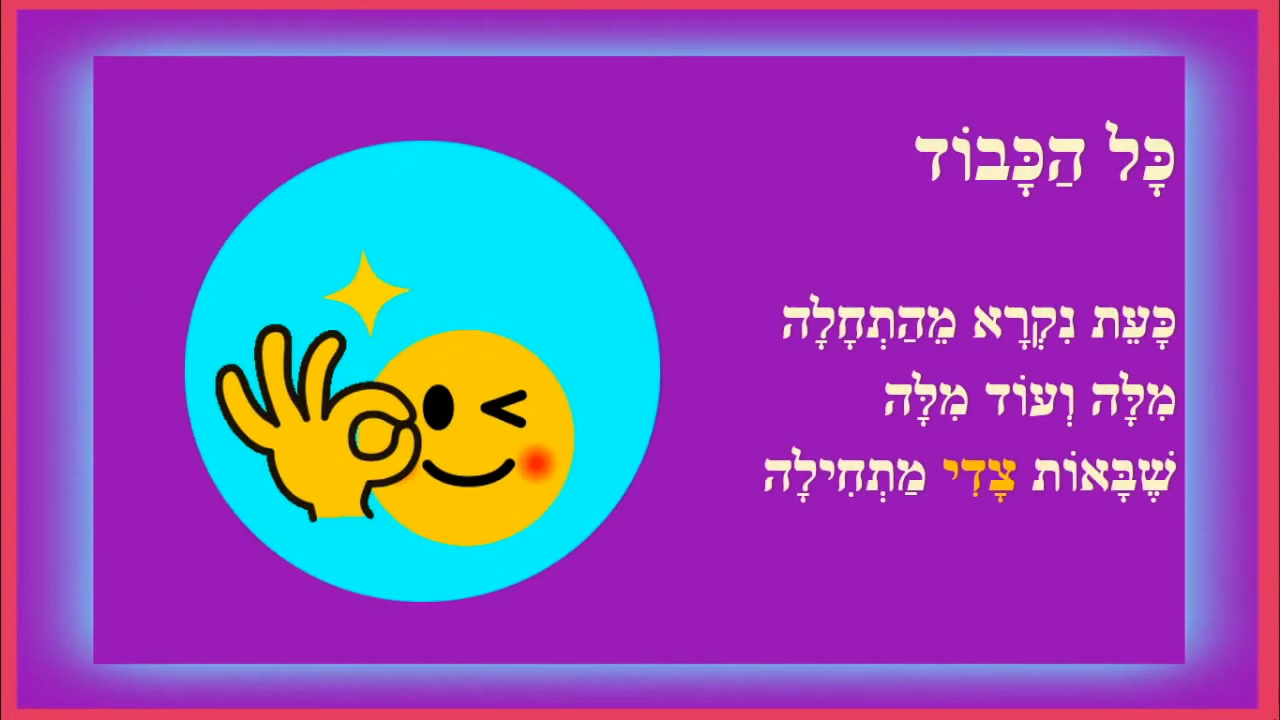 כָּל הַכָּבוֹד
כָּעֵת נִקְרָא מֵהַתְחָלָה
מִלָּה וְעוֹד מִלָּה
שֶׁבָּאוֹת צָדִי מַתְחִילָה